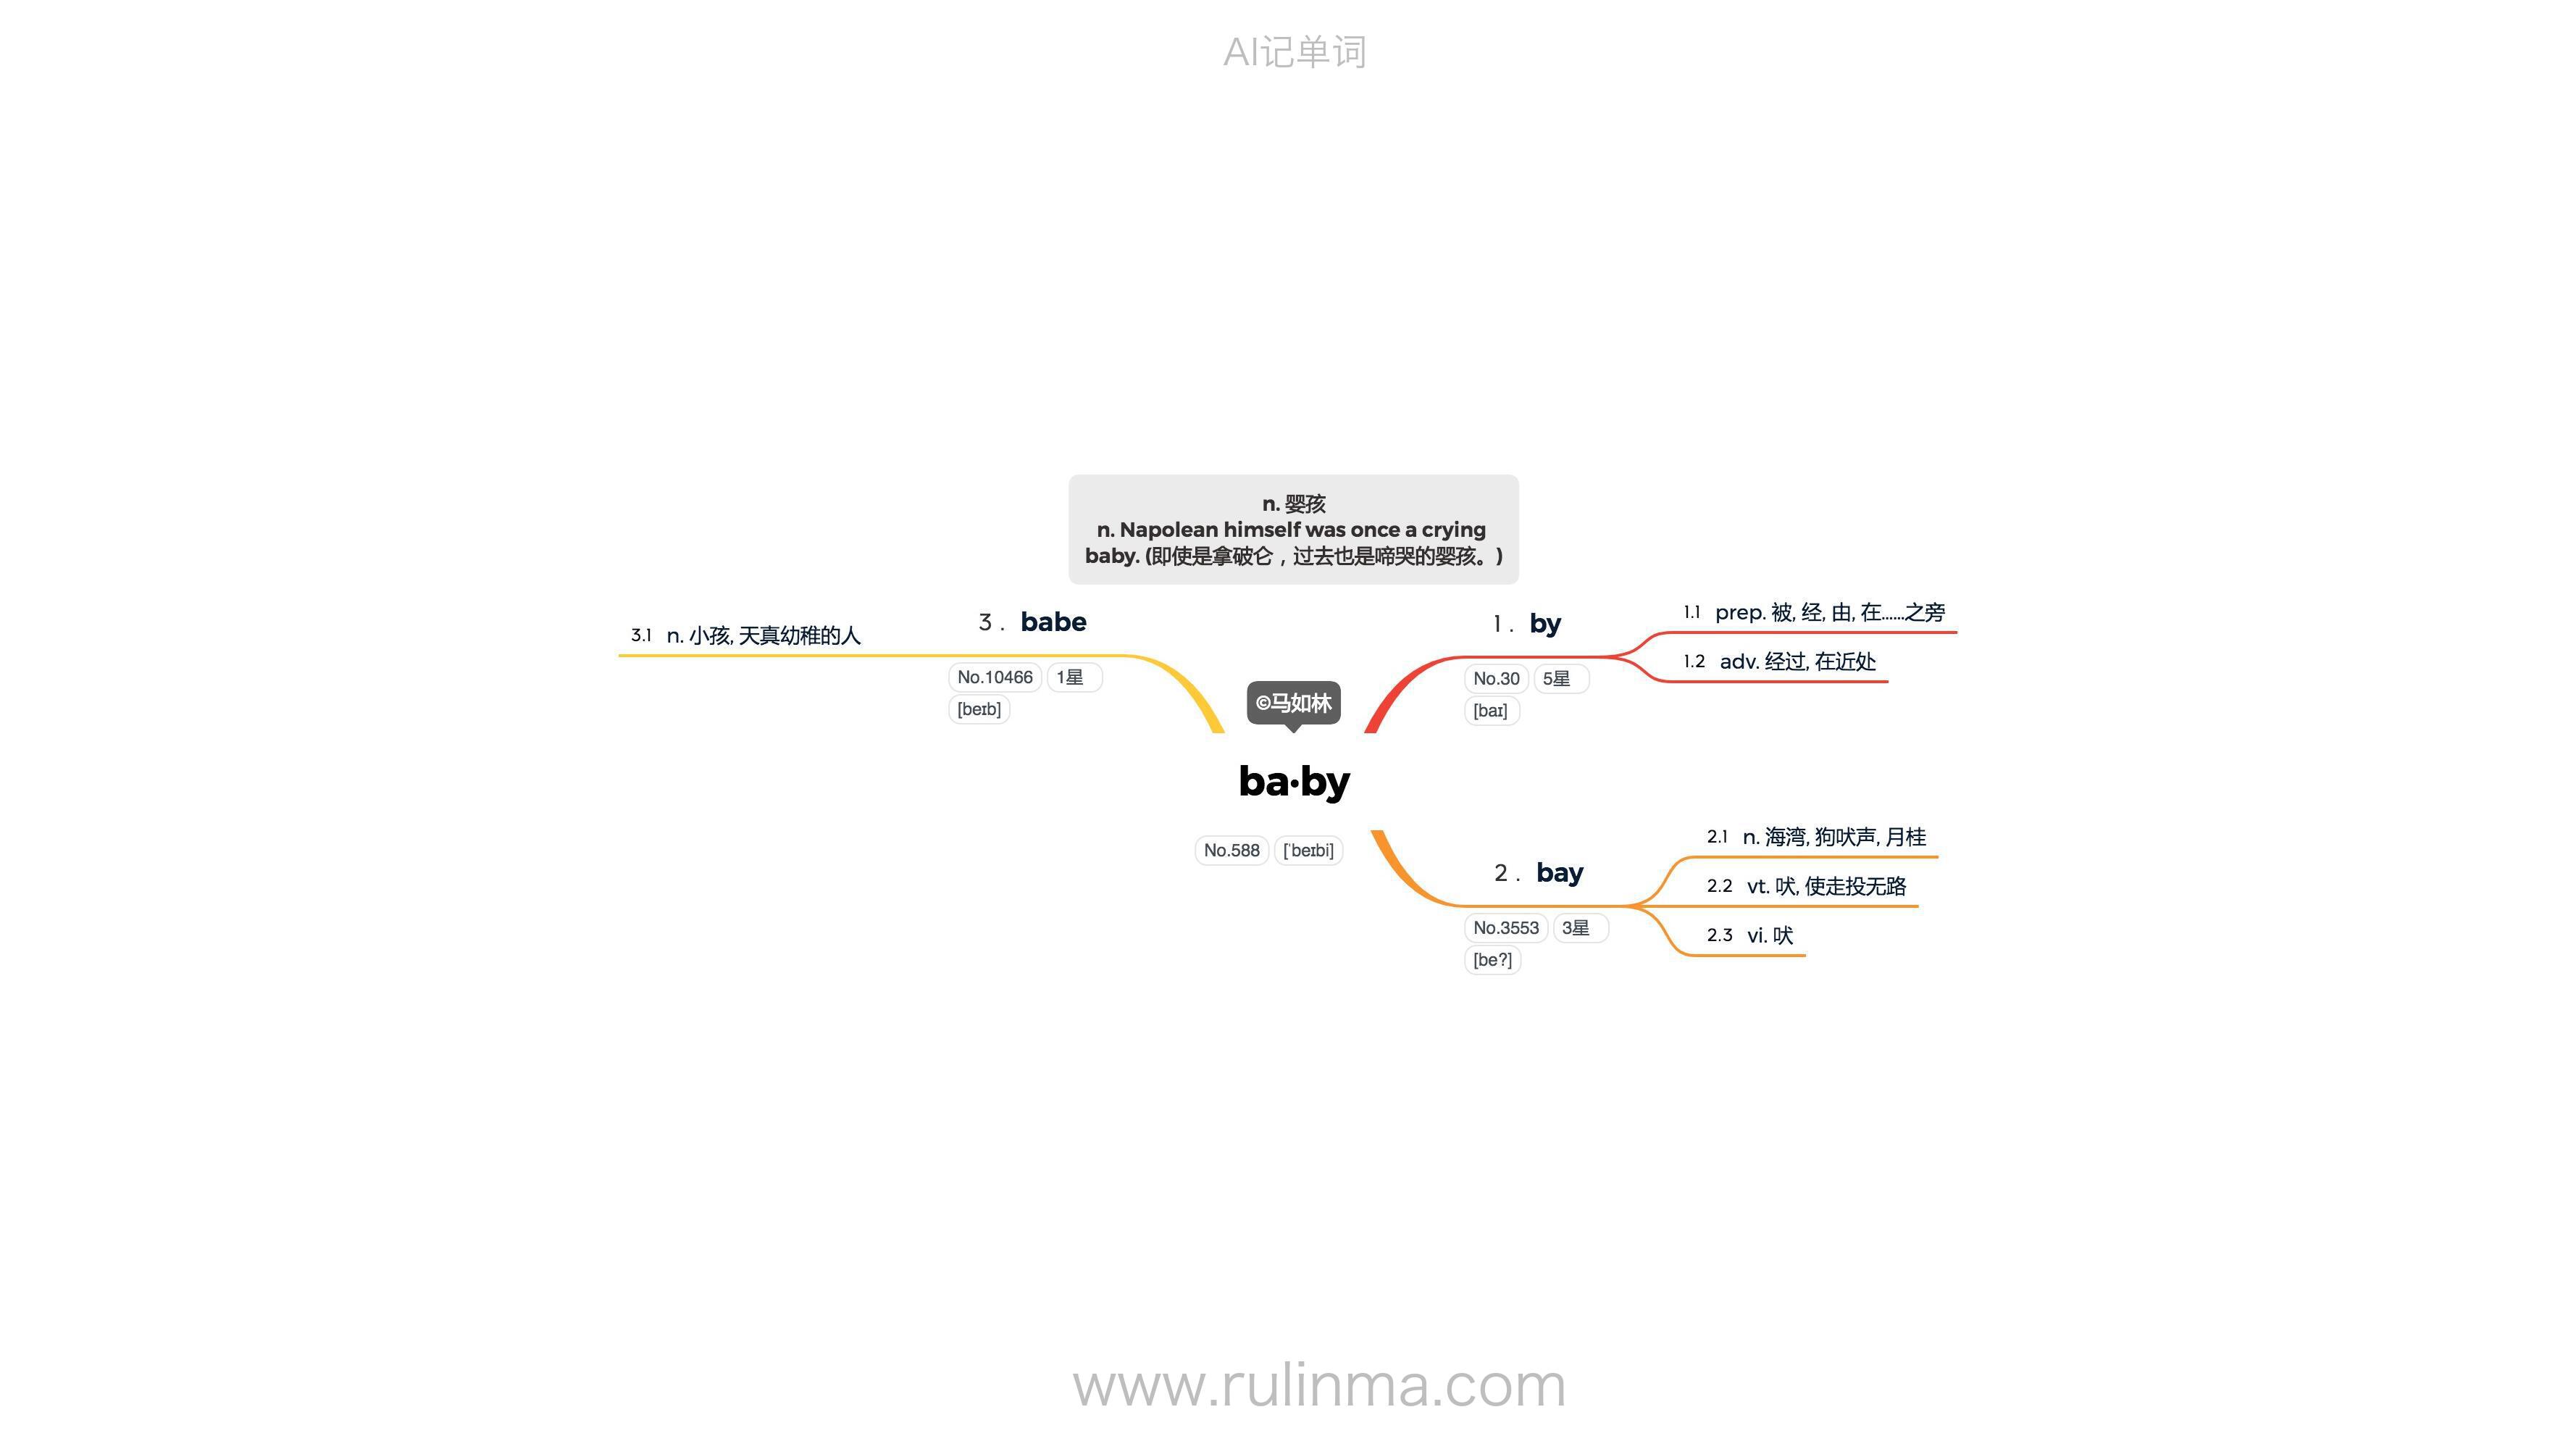 AI记单词
n. 婴孩
n. Napolean himself was once a crying
baby. (即使是拿破仑，过去也是啼哭的婴孩。)
©马如林
ba·by
No.588 [ˈbeɪbi]
1. by
No.30 5星
[baɪ]
1.1 prep. 被, 经, 由, 在......之旁
1.2 adv. 经过, 在近处
2. bay
No.3553 3星
[be?]
2.1 n. 海湾, 狗吠声, 月桂
2.2 vt. 吠, 使走投无路
2.3 vi. 吠
3. babe
No.10466 1星
[beɪb]
3.1 n. 小孩, 天真幼稚的人
www.rulinma.com